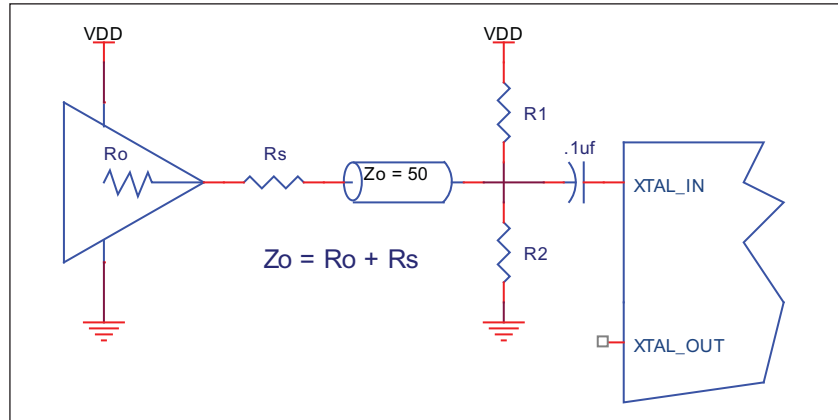 VDD
VDD
R1
Ro
Rs
Zo = 50
.1uf
XTAL_IN
R2
Zo = Ro + Rs
XTAL_OUT